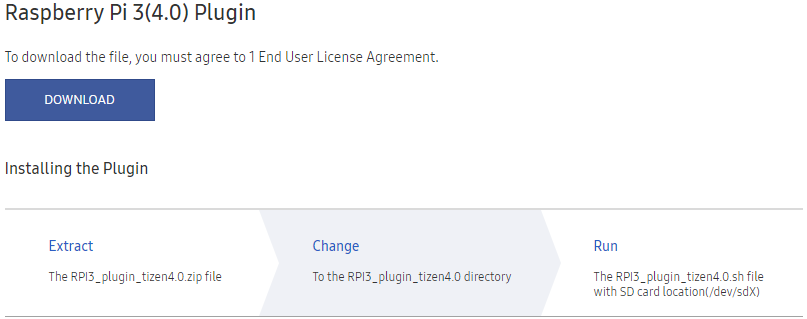 Raspberry Pi 3(4.0) Plugin
To download the file, you must agree to 1 End User License Agreement.
DOWNLOAD
Installing the Plugin
Extract
The RPI3_plugin_tizen4.0.zip file
Change
To the RPI3_plugin_tizen4.0 directory
Run
The RPI3_plugin_tizen4.0.sh file
with SD card location(/dev/sdX)